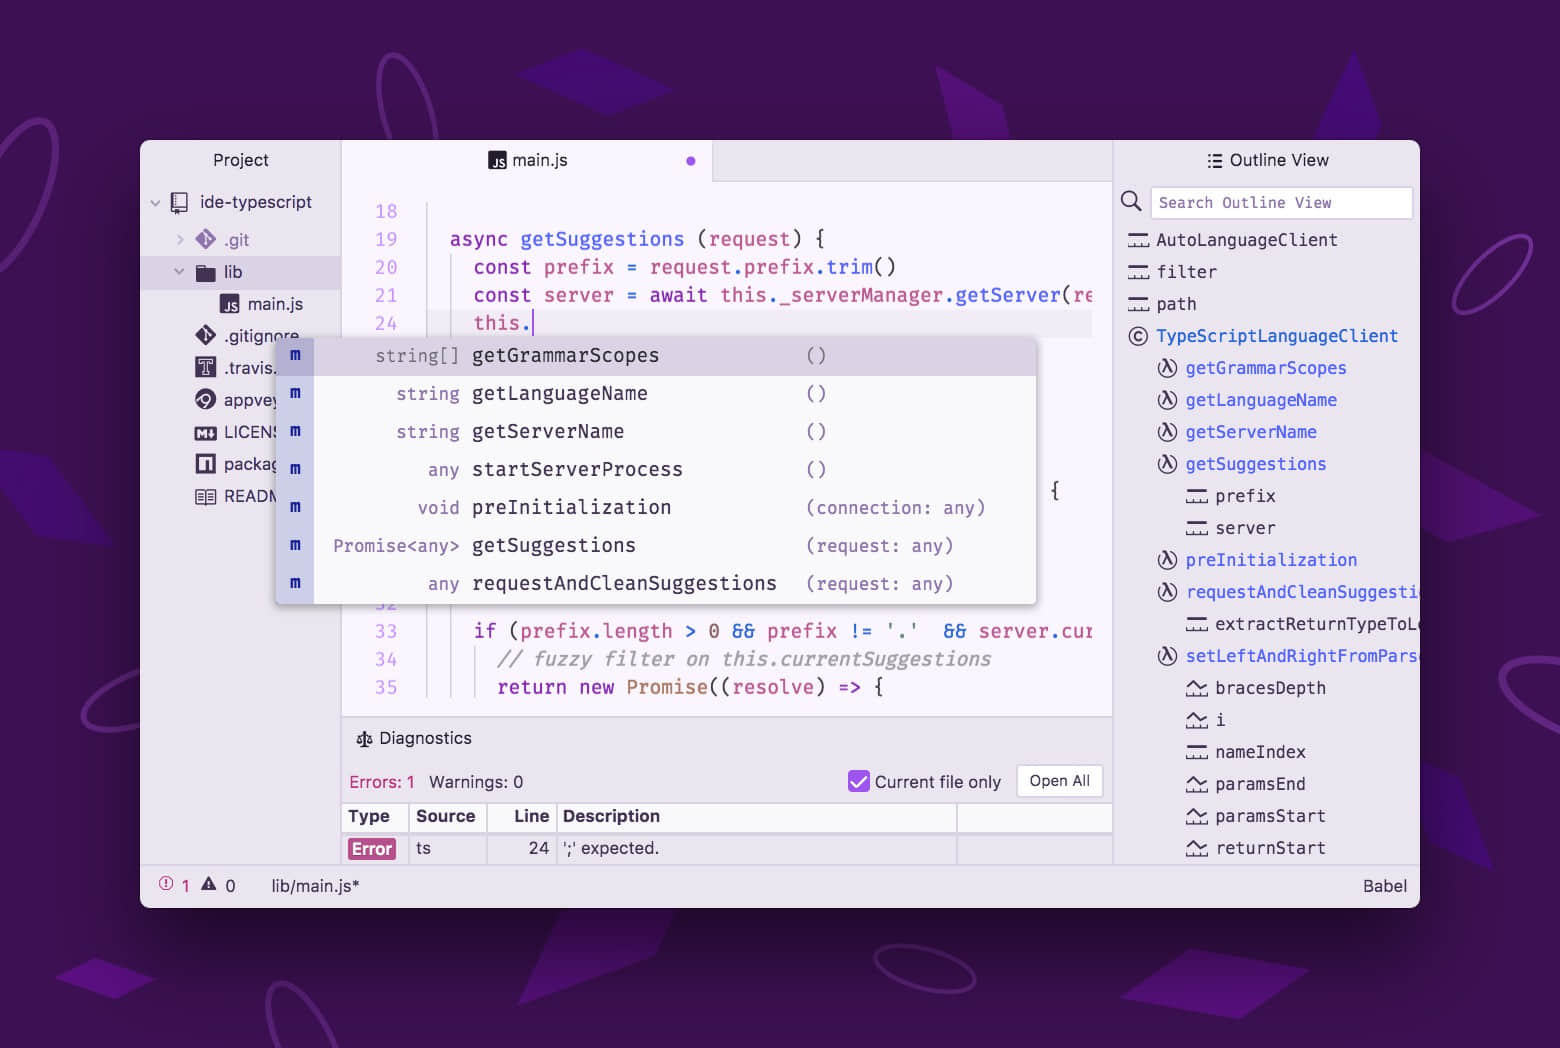 Project
ide-typescript
.git
lib
main.js
.gitignore
.travis.
appvey
LICENS
packag
READM
main.js
18
19 async getSuggestions (request) {
20 const prefix = request.prefix.trim()
21 const server = await this._serverManager.getServer(re
24 this.
m string[] getGrammarScopes ()
m string getLanguageName ()
m string getServerName ()
m any startServerProcess ()
m void preInitialization (connection: any)
m Promise<any> getSuggestions (request: any)
m any requestAndCleanSuggestions (request: any)
{
32
33 if (prefix.length > 0 && prefix != '.' && server.cur
34 // fuzzy filter on this.currentSuggestions
35 return new Promise((resolve) => {
Diagnostics
Errors: 1 Warnings: 0 Current file only Open All
Type Source Line Description
Error ts 24 ';' expected.
Outline View
Search Outline View
AutoLanguageClient
filter
path
TypeScriptLanguageClient
getGrammarScopes
getLanguageName
getServerName
getSuggestions
prefix
server
preInitialization
requestAndCleanSuggesti
extractReturnTypeToL
setLeftAndRightFromPars
bracesDepth
i
nameIndex
paramsEnd
paramsStart
returnStart
1 0 lib/main.js* Babel